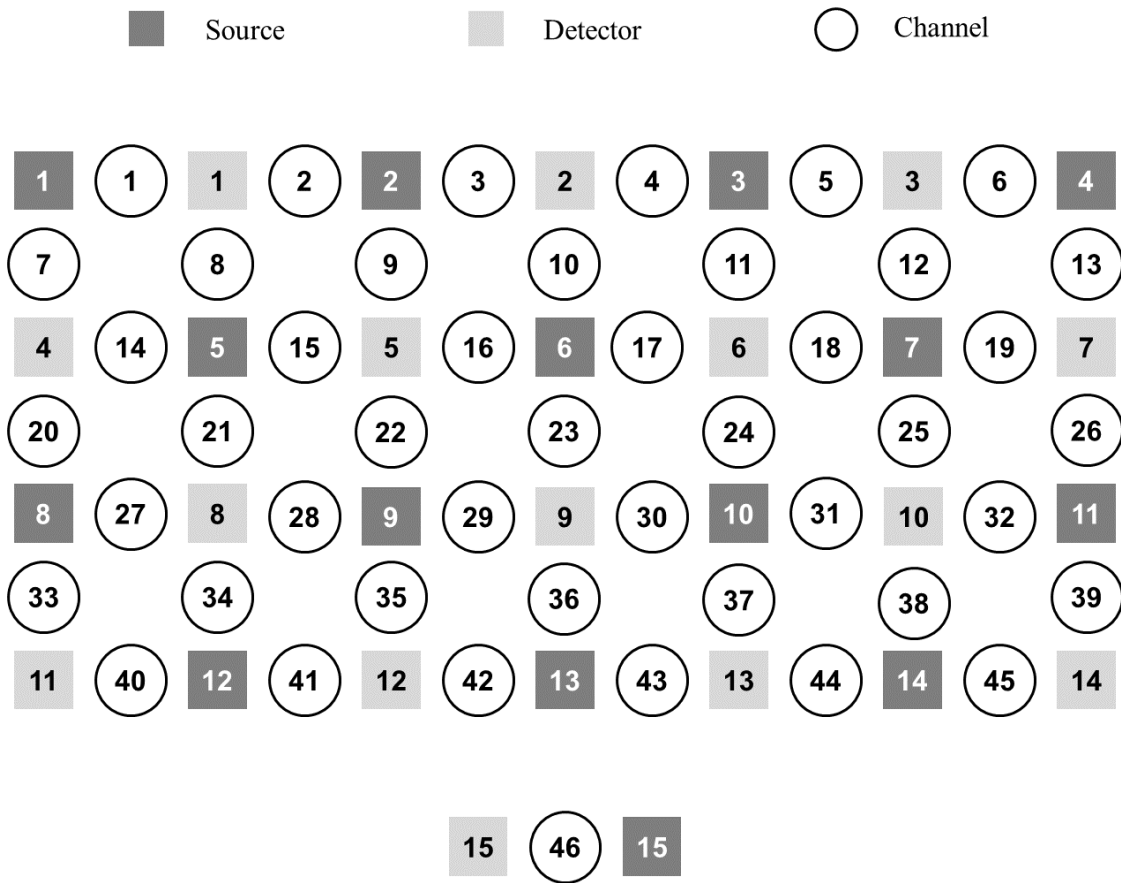 Source Detector Channel
1 1 1 2 2 3 2 4 3 5 3 6 4
7 8 9 10 11 12 13
4 14 5 15 5 16 6 17 6 18 7 19 7
20 21 22 23 24 25 26
8 27 8 28 9 29 9 30 10 31 10 32 11
33 34 35 36 37 38 39
11 40 12 41 12 42 13 43 13 44 14 45 14
15 46 15